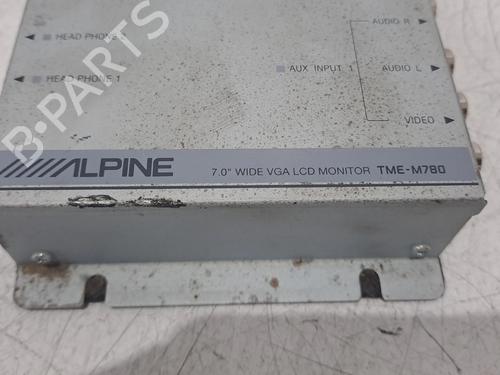 AUDIO R
HEAD PHONE 2
AUX INPUT 1
AUDIO L
HEAD PHONE 1
VIDEO
B-PARTS
ALPINE
7.0" WIDE VGA LCD MONITOR TME-M780